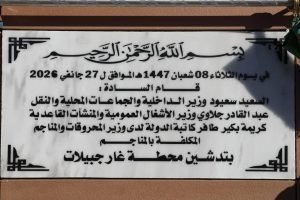 بسم الله الرحمن الرحيم
في يوم الثلاثاء 08 شعبان 1447هـ الموافق ل 27 جانفي 2026
قام السادة :
السعيد سعيود وزير الداخلية والجماعات المحلية والنقل
عبد القادر جلاوي وزير الأشغال العمومية والمنشآت القاعدية
كريمة بكير طافر كاتبة الدولة لدى وزير المحروقات والمناجم
المكلفة بالمناجم
بتدشين محطة غار جبيلات